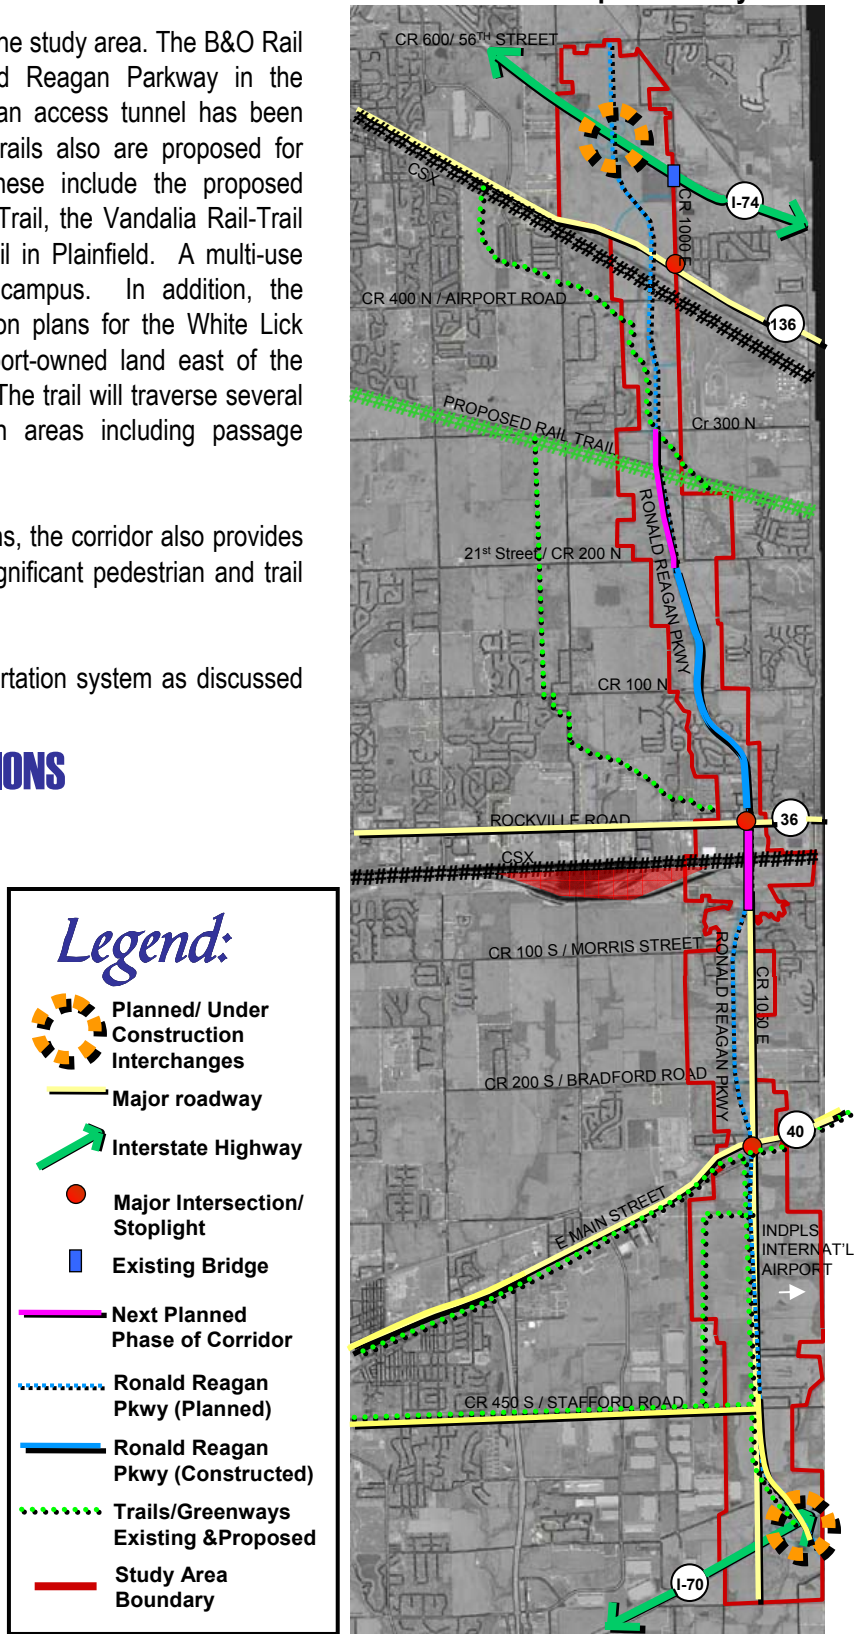 he study area. The B&O Rail
d Reagan Parkway in the
an access tunnel has been
rails also are proposed for
hese include the proposed
Trail, the Vandalia Rail-Trail
il in Plainfield. A multi-use
campus. In addition, the
on plans for the White Lick
port-owned land east of the
The trail will traverse several
n areas including passage
ns, the corridor also provides
gnificant pedestrian and trail
rtation system as discussed
IONS
Legend:
Planned/ Under
Construction
Interchanges
Major roadway
Interstate Highway
Major Intersection/
Stoplight
Existing Bridge
Next Planned
Phase of Corridor
Ronald Reagan
Pkwy (Planned)
Ronald Reagan
Pkwy (Constructed)
Trails/Greenways
Existing &Proposed
Study Area
Boundary
CR 600/ 56TH STREET
CSX
I-74
CR 1000 E
CR 400 N / AIRPORT ROAD
136
PROPOSED RAIL TRAIL
Cr 300 N
RONALD REAGAN PKWY
21st Street / CR 200 N
CR 100 N
ROCKVILLE ROAD
36
CSX
CR 100 S / MORRIS STREET
RONALD REAGAN PKWY
CR 1050 E
CR 200 S / BRADFORD ROAD
40
E MAIN STREET
INDPLS
INTERNAT'L
AIRPORT
CR 450 S / STAFFORD ROAD
I-70